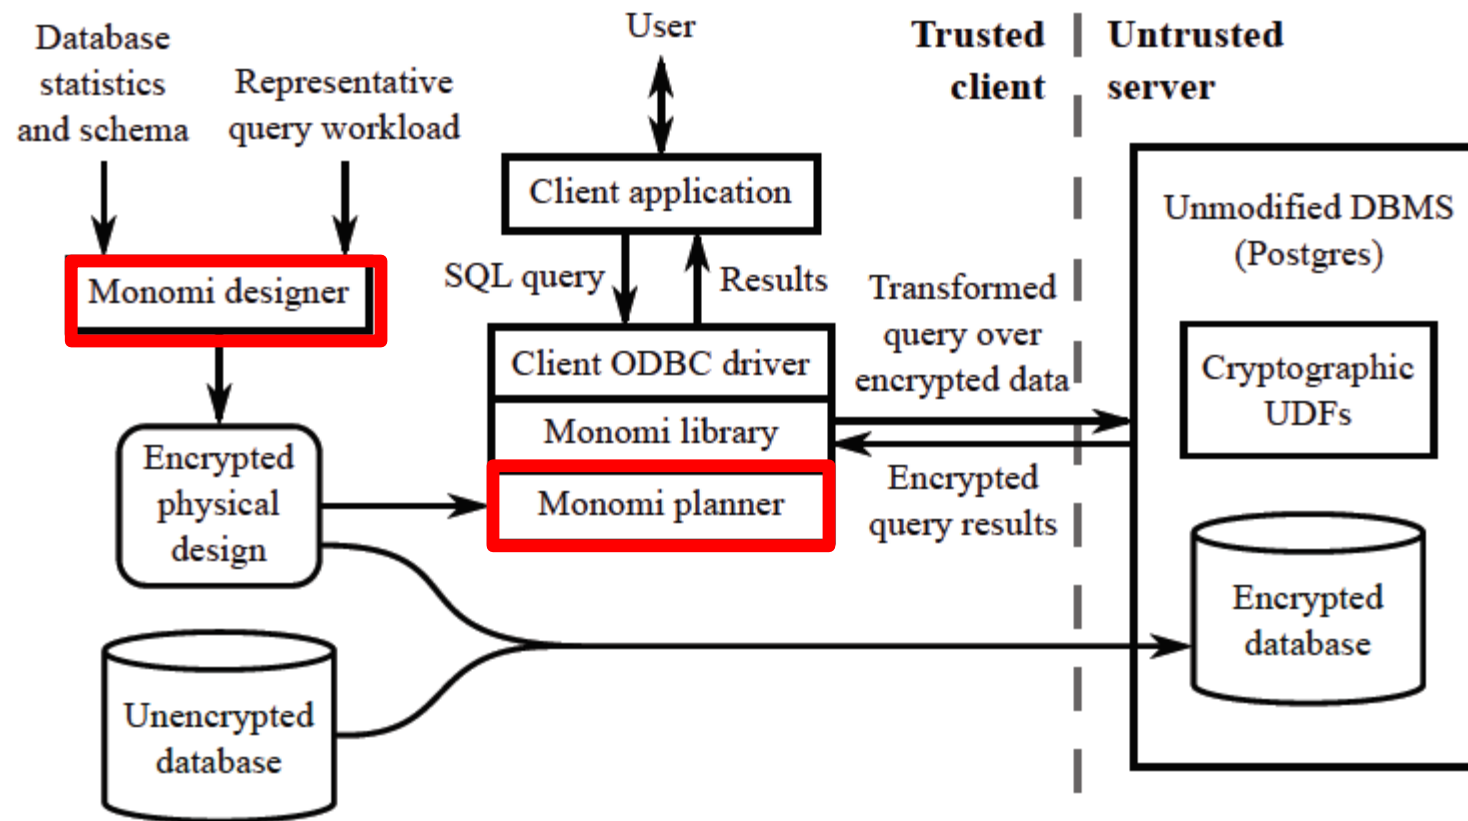 Database
statistics
and schema
Representative
query workload
User
Trusted
client
Untrusted
server
Client application
Unmodified DBMS
(Postgres)
Monomi designer
SQL query
Results
Transformed
query over
encrypted data
Client ODBC driver
Monomi library
Monomi planner
Cryptographic
UDFs
Encrypted
physical
design
Encrypted
query results
Encrypted
database
Unencrypted
database